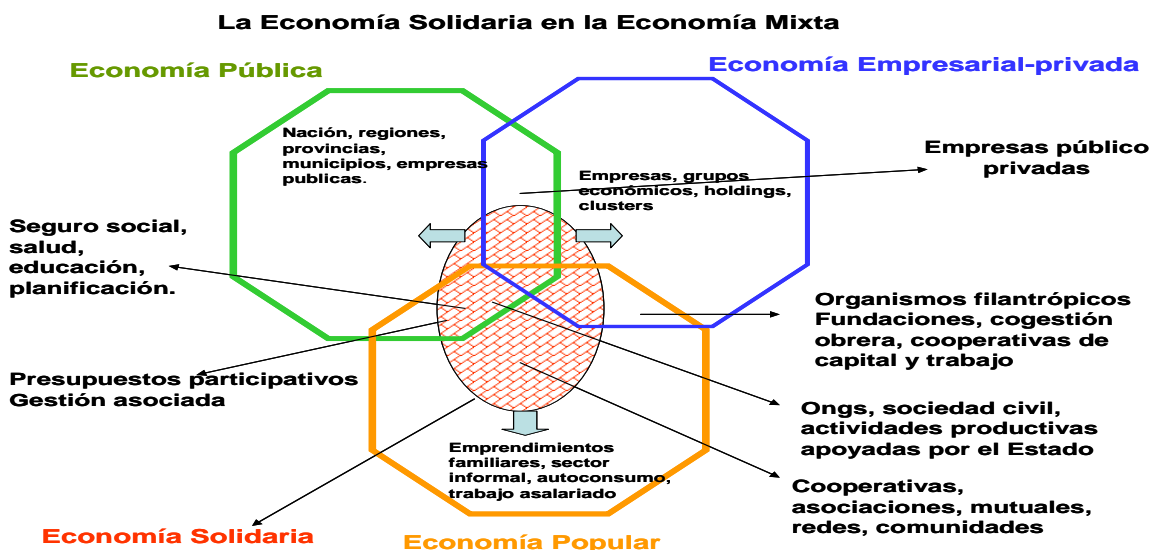 La Economía Solidaria en la Economía Mixta
Economía Pública
Economía Empresarial-privada
Nación, regiones,
provincias,
municipios, empresas
publicas.
Empresas, grupos
económicos, holdings,
clusters
Empresas público
privadas
Seguro social,
salud,
educación,
planificación.
Organismos filantrópicos
Fundaciones, cogestión
obrera, cooperativas de
capital y trabajo
Presupuestos participativos
Gestión asociada
Ongs, sociedad civil,
actividades productivas
apoyadas por el Estado
Emprendimientos
familiares, sector
informal, autoconsumo,
trabajo asalariado
Cooperativas,
asociaciones, mutuales,
redes, comunidades
Economía Solidaria
Economía Popular